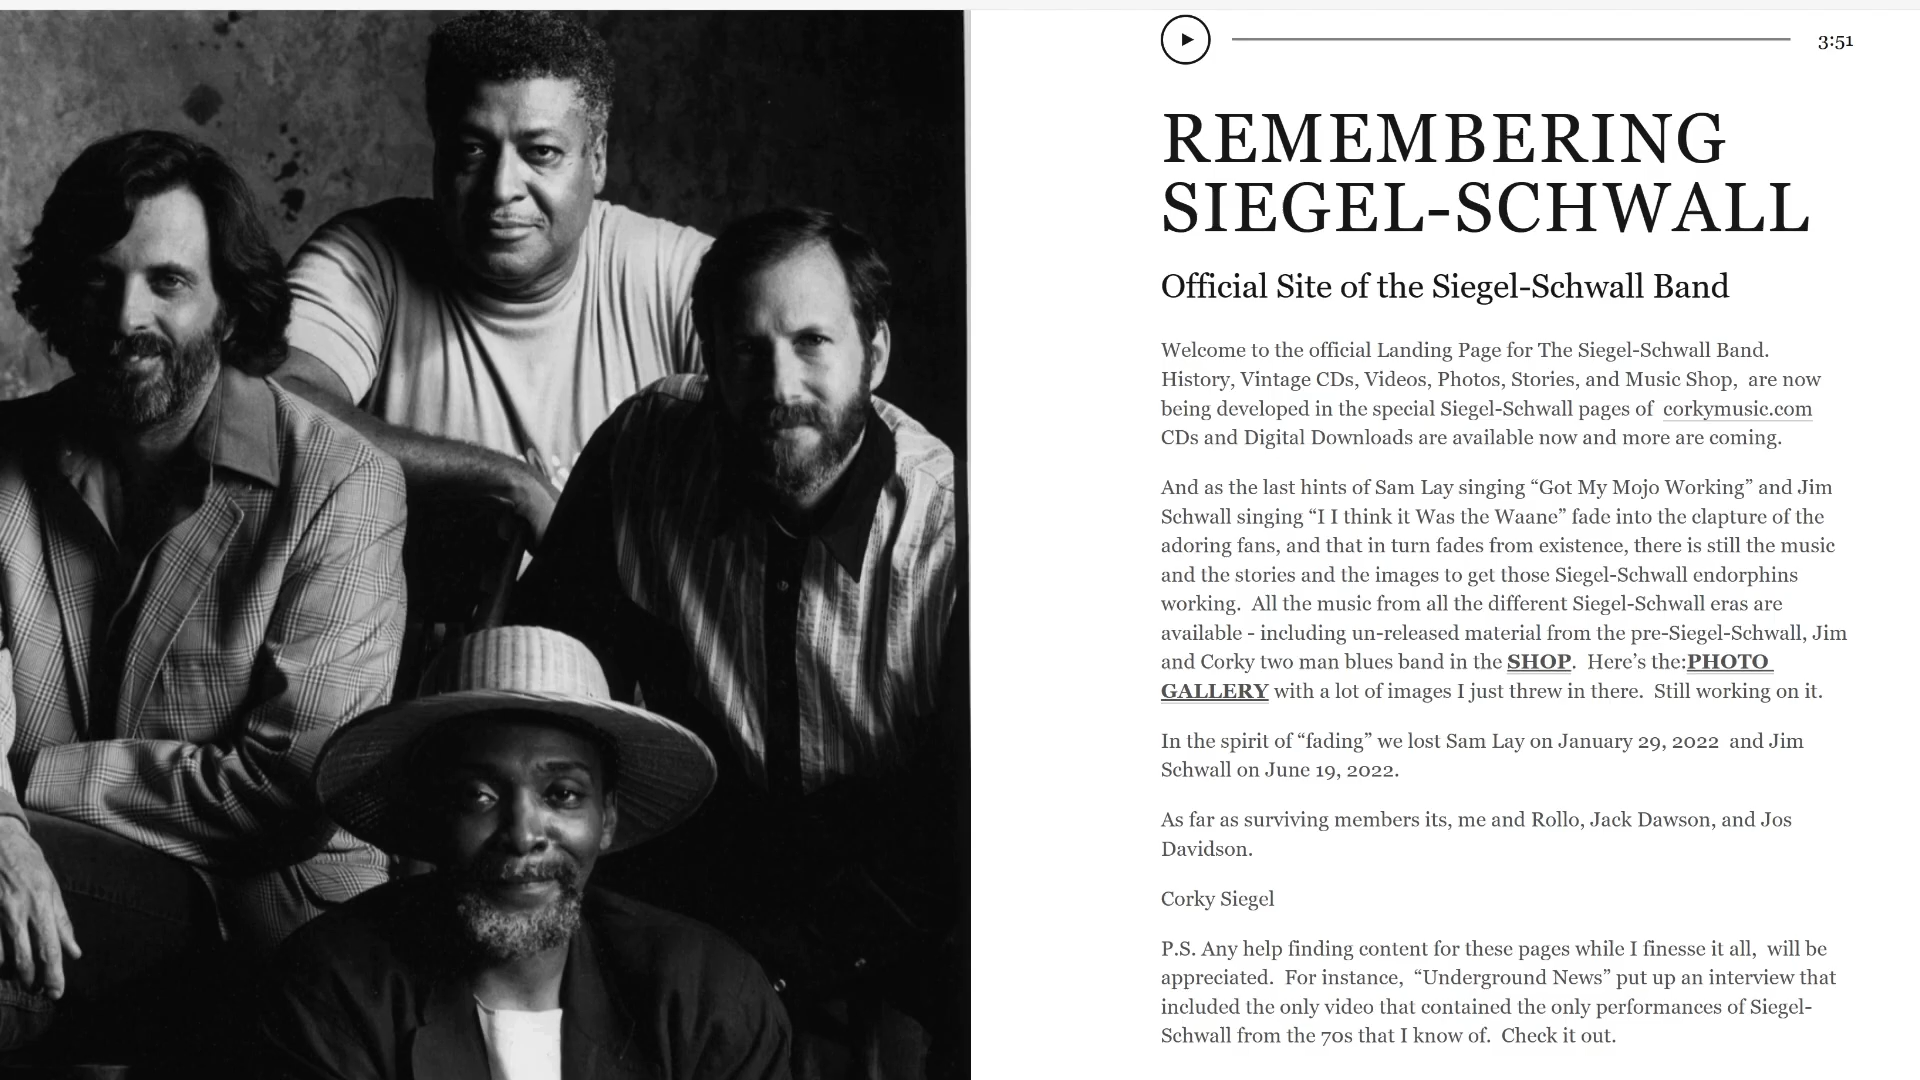 3:51
REMEMBERING
SIEGEL-SCHWALL
Official Site of the Siegel-Schwall Band
Welcome to the official Landing Page for The Siegel-Schwall Band.
History, Vintage CDs, Videos, Photos, Stories, and Music Shop,  are now
being developed in the special Siegel-Schwall pages of  corkymusic.com
CDs and Digital Downloads are available now and more are coming.
And as the last hints of Sam Lay singing “Got My Mojo Working” and Jim
Schwall singing “I I think it Was the Waane” fade into the clapture of the
adoring fans, and that in turn fades from existence, there is still the music
and the stories and the images to get those Siegel-Schwall endorphins
working.  All the music from all the different Siegel-Schwall eras are
available - including un-released material from the pre-Siegel-Schwall, Jim
and Corky two man blues band in the SHOP.  Here’s the:PHOTO
GALLERY with a lot of images I just threw in there.  Still working on it.
In the spirit of “fading” we lost Sam Lay on January 29, 2022  and Jim
Schwall on June 19, 2022.
As far as surviving members its, me and Rollo, Jack Dawson, and Jos
Davidson.
Corky Siegel
P.S. Any help finding content for these pages while I finesse it all,  will be
appreciated.  For instance,  “Underground News” put up an interview that
included the only video that contained the only performances of Siegel-
Schwall from the 70s that I know of.  Check it out.